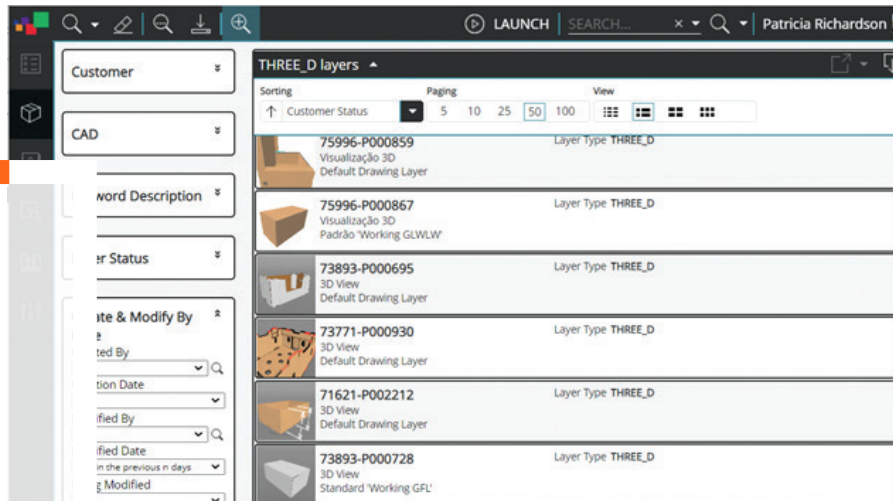 LAUNCH SEARCH... Patricia Richardson
Customer
CAD
word Description
er Status
ate & Modify By
e
ted By
tion Date
ified By
ified Date
in the previous n days
g Modified
THREE_D layers
Sorting Paging View
Customer Status 5 10 25 50 100
75996-P000859 Layer Type THREE_D
Visualização 3D
Default Drawing Layer
75996-P000867 Layer Type THREE_D
Visualização 3D
Padrão 'Working GLWLW'
73893-P000695 Layer Type THREE_D
3D View
Default Drawing Layer
73771-P000930 Layer Type THREE_D
3D View
Default Drawing Layer
71621-P002212 Layer Type THREE_D
3D View
Default Drawing Layer
73893-P000728 Layer Type THREE_D
3D View
Standard 'Working GFL'